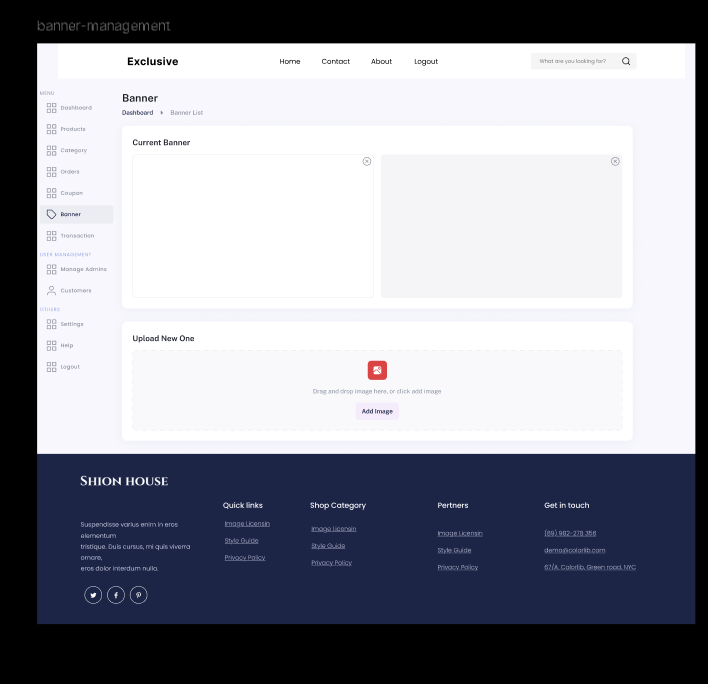 banner-management
Exclusive
Home
Contact
About
Logout
What are you looking for?
MENU
Dashboard
Products
Category
Orders
Coupon
Banner
Transaction
USER MANAGEMENT
Manage Admins
Customers
OTHERS
Settings
Help
Logout
Banner
Dashboard
Banner List
Current Banner
Upload New One
Drag and drop image here, or click add image
Add Image
SHION HOUSE
Suspendisse varius enim in eros
elementum
tristique. Duis cursus, mi quis viverra
ornare,
eros dolor interdum nulla.
Quick links
Image Licensin
Style Guide
Privacy Policy
Shop Category
Image Licensin
Style Guide
Privacy Policy
Pertners
Image Licensin
Style Guide
Privacy Policy
Get in touch
(89) 982-278 356
demo@colorlib.com
67/A, Colorlib, Green road, NYC